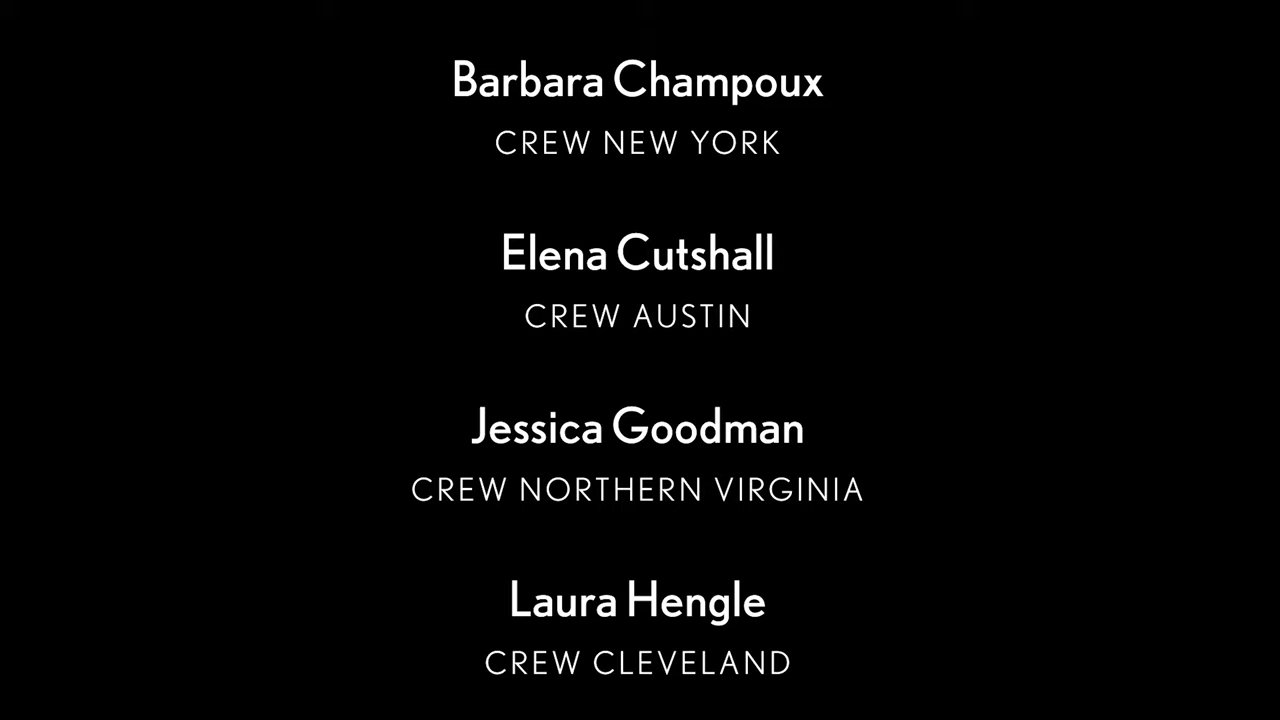 Barbara Champoux
CREW NEW YORK
Elena Cutshall
CREW AUSTIN
Jessica Goodman
CREW NORTHERN VIRGINIA
Laura Hengle
CREW CLEVELAND